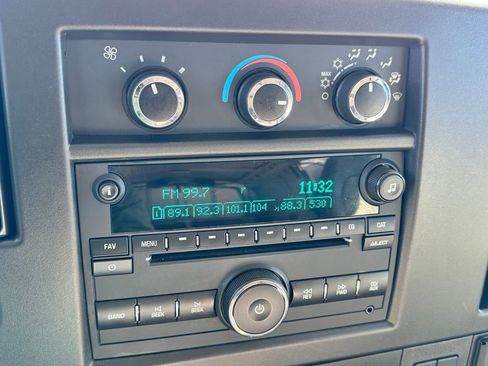 MAX
FM 99.7 r 11:32
1 89.1 92.3 101.1 104 88.3 530
FAV MENU EQ CAT
EJECT
BAND SEEK SEEK REV FWD